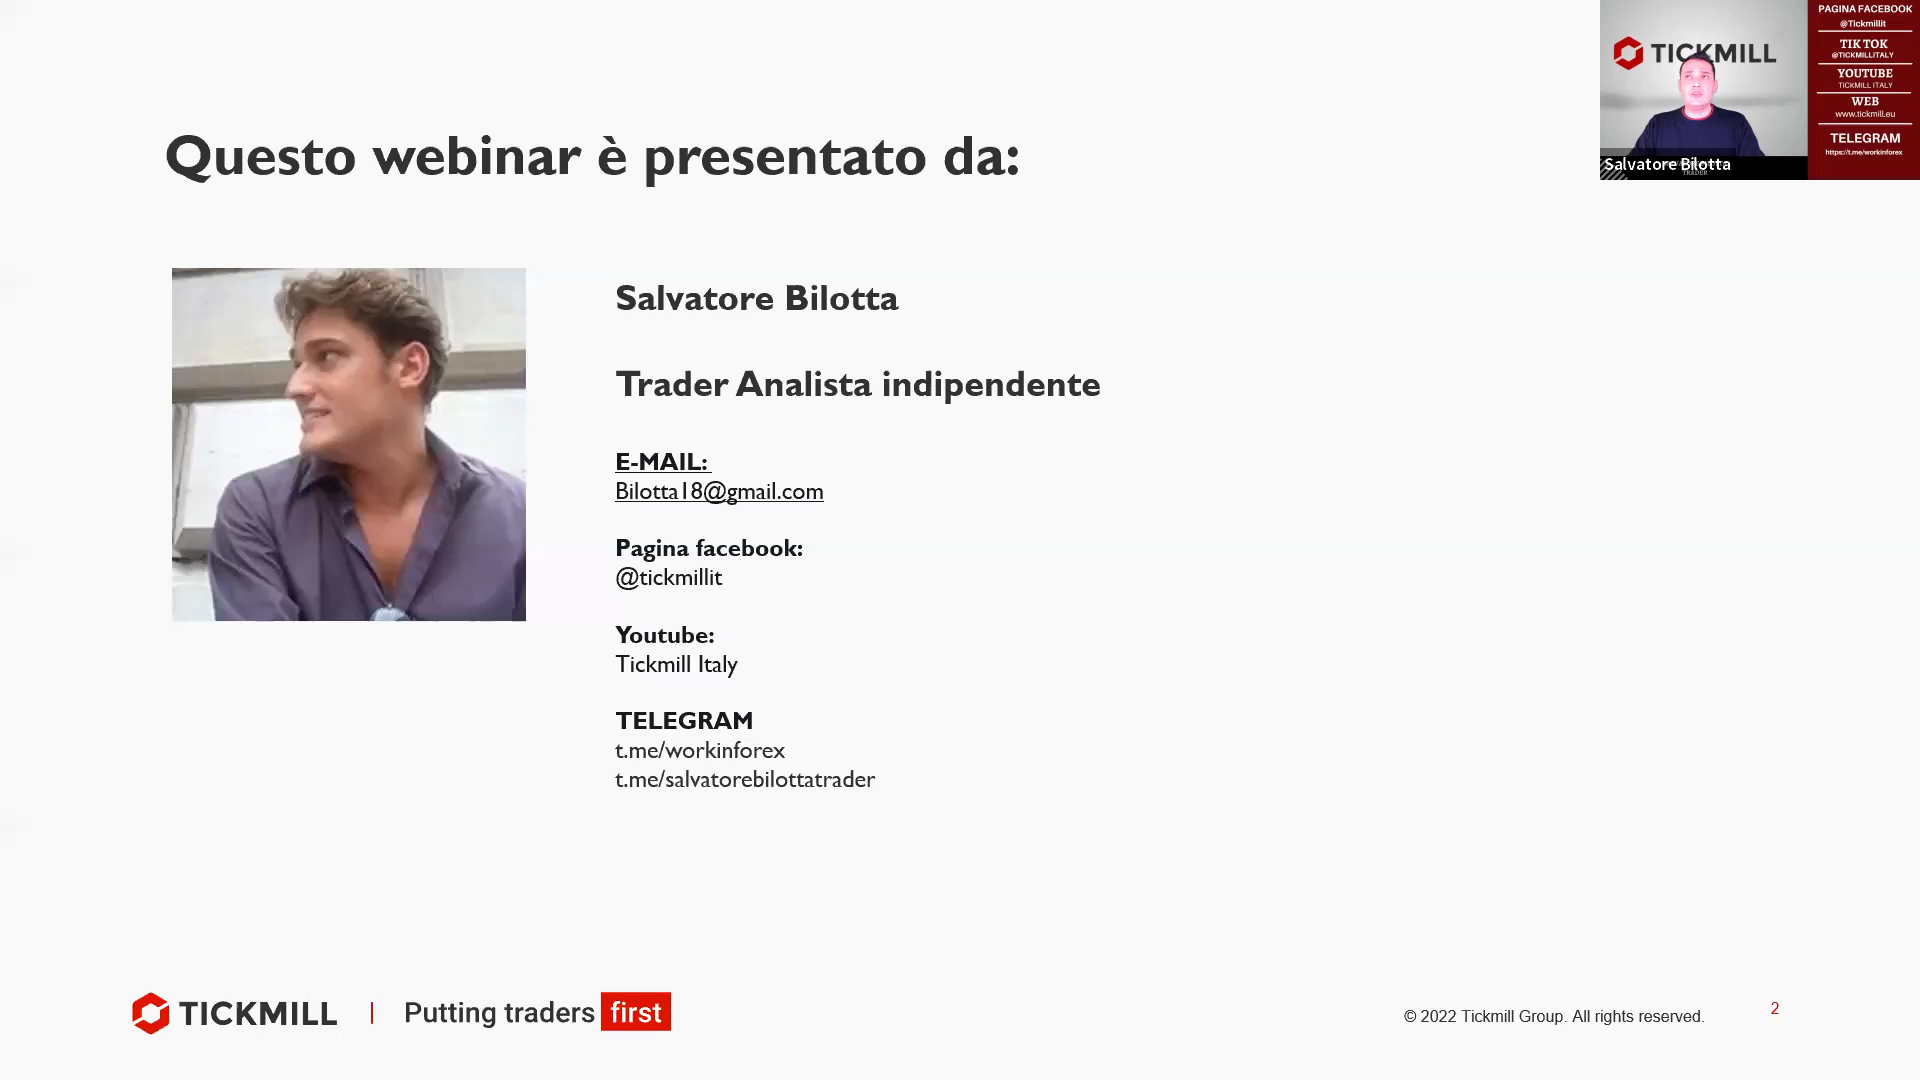 Questo webinar è presentato da:
Salvatore Bilotta
Trader Analista indipendente
E-MAIL:
Bilotta18@gmail.com
Pagina facebook:
@tickmillit
Youtube:
Tickmill Italy
TELEGRAM
t.me/workinforex
t.me/salvatorebilottatrader
TICKMILL | Putting traders first
© 2022 Tickmill Group. All rights reserved.
2
TICKMILL
Salvatore Bilotta
TRADER
PAGINA FACEBOOK
@Tickmillit
TIK TOK
@TICKMILLITALY
YOUTUBE
TICKMILL ITALY
WEB
www.tickmill.eu
TELEGRAM
https://t.me/workinforex